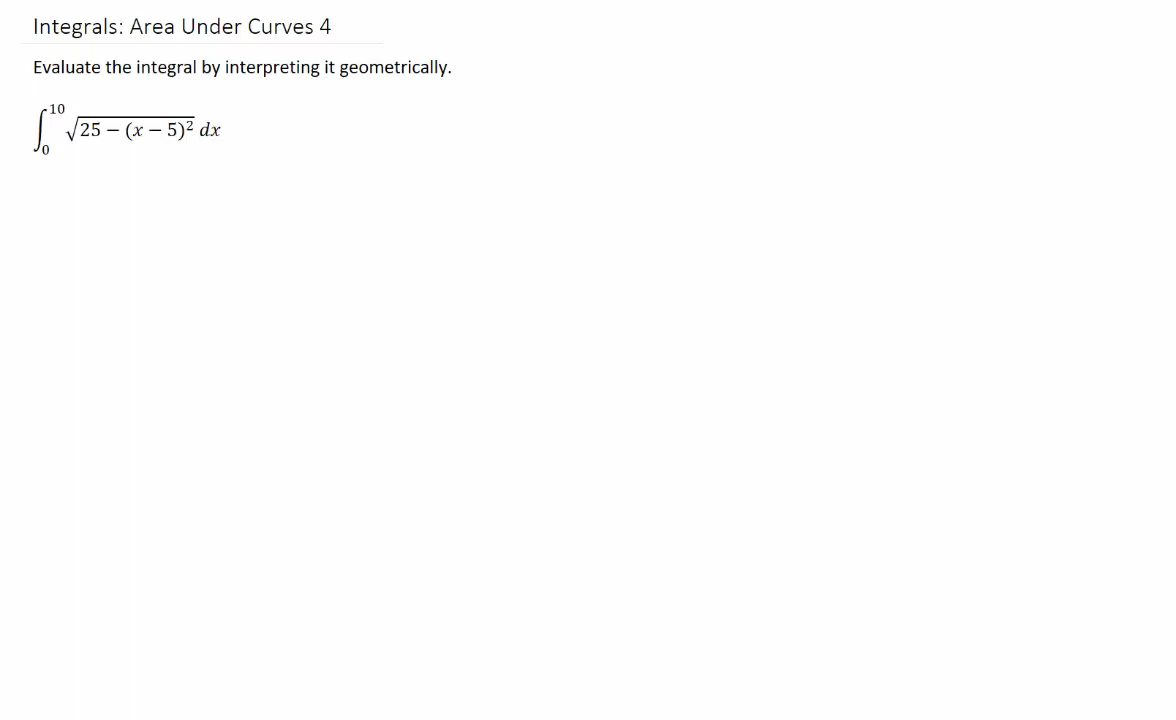 Integrals: Area Under Curves 4
Evaluate the integral by interpreting it geometrically.
∫₀¹⁰ √(25 − (x − 5)²) dx